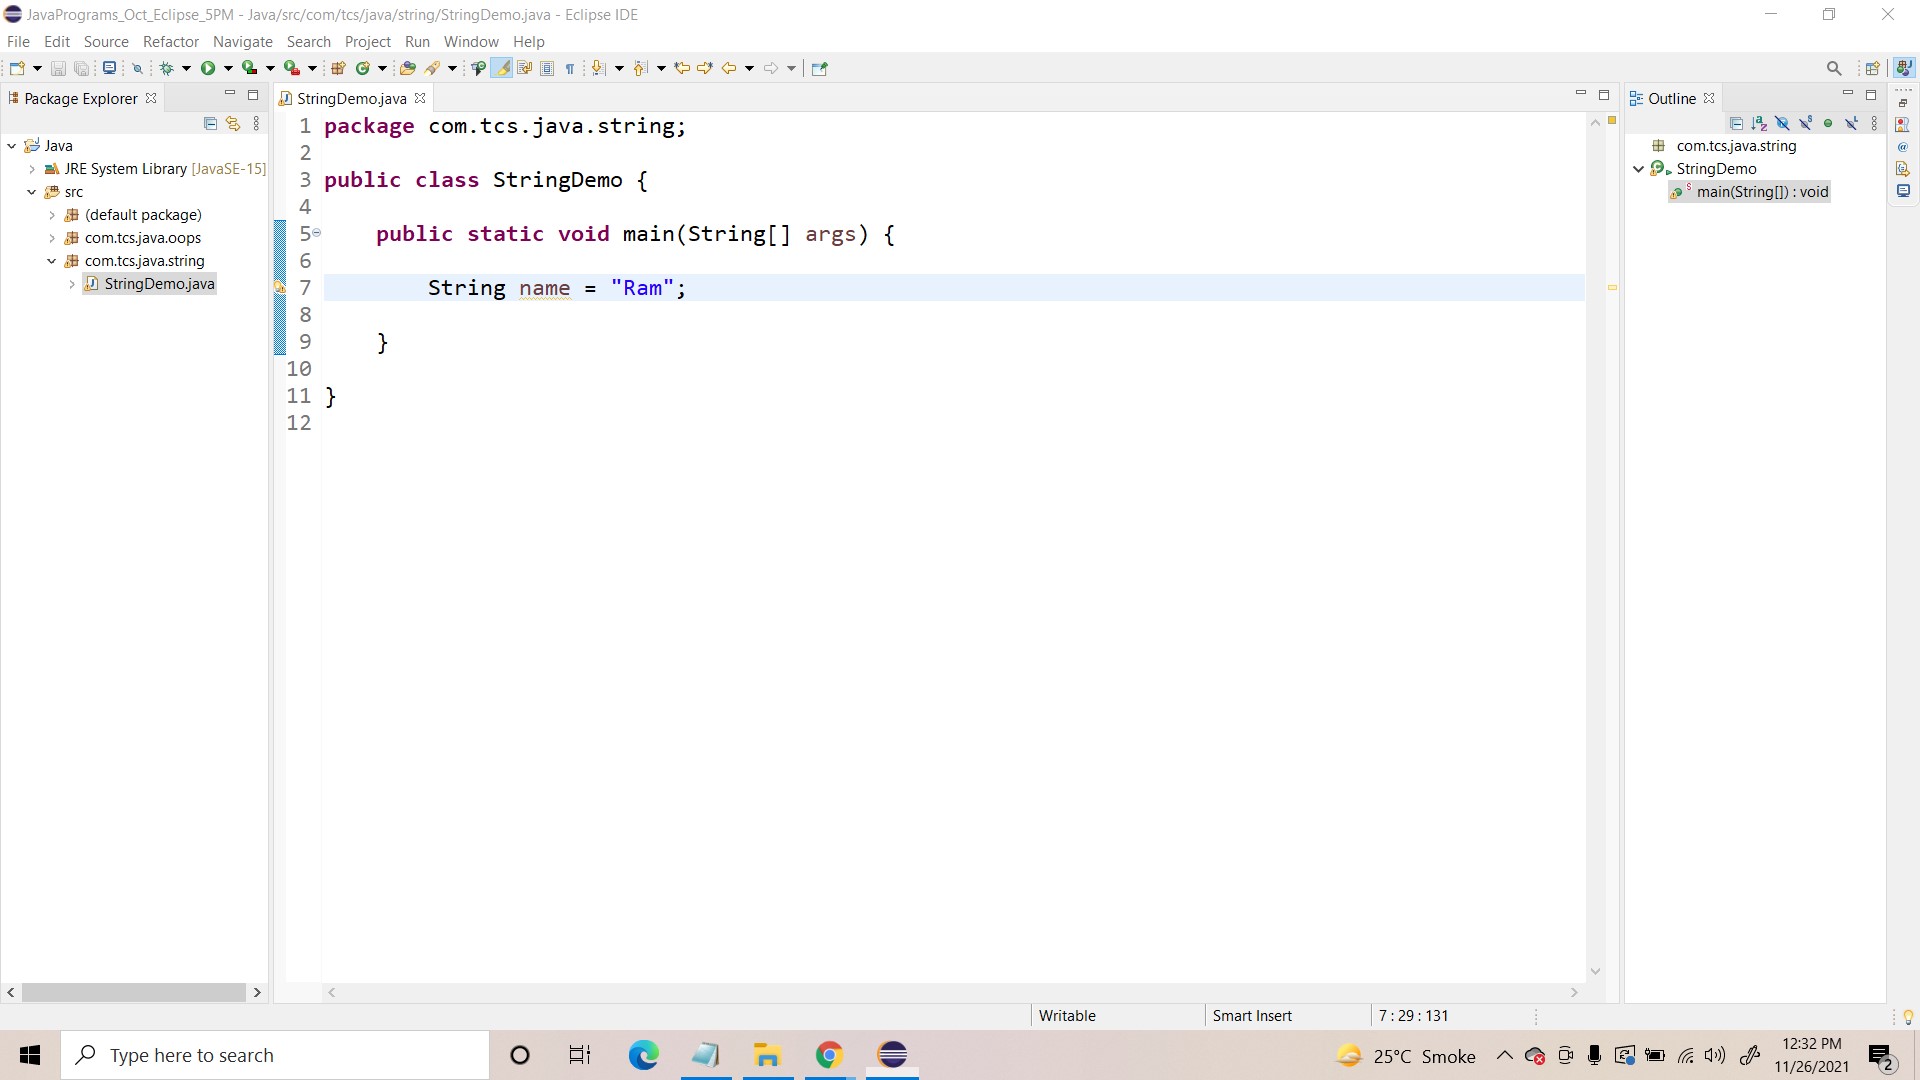 JavaPrograms_Oct_Eclipse_5PM - Java/src/com/tcs/java/string/StringDemo.java - Eclipse IDE
File Edit Source Refactor Navigate Search Project Run Window Help
Package Explorer
Java
JRE System Library [JavaSE-15]
src
(default package)
com.tcs.java.oops
com.tcs.java.string
StringDemo.java
StringDemo.java
1 package com.tcs.java.string;
2
3 public class StringDemo {
4
5 public static void main(String[] args) {
6
7 String name = "Ram";
8
9 }
10
11 }
12
Outline
com.tcs.java.string
StringDemo
main(String[]) : void
Writable Smart Insert 7 : 29 : 131
Type here to search
25°C Smoke
12:32 PM
11/26/2021
2